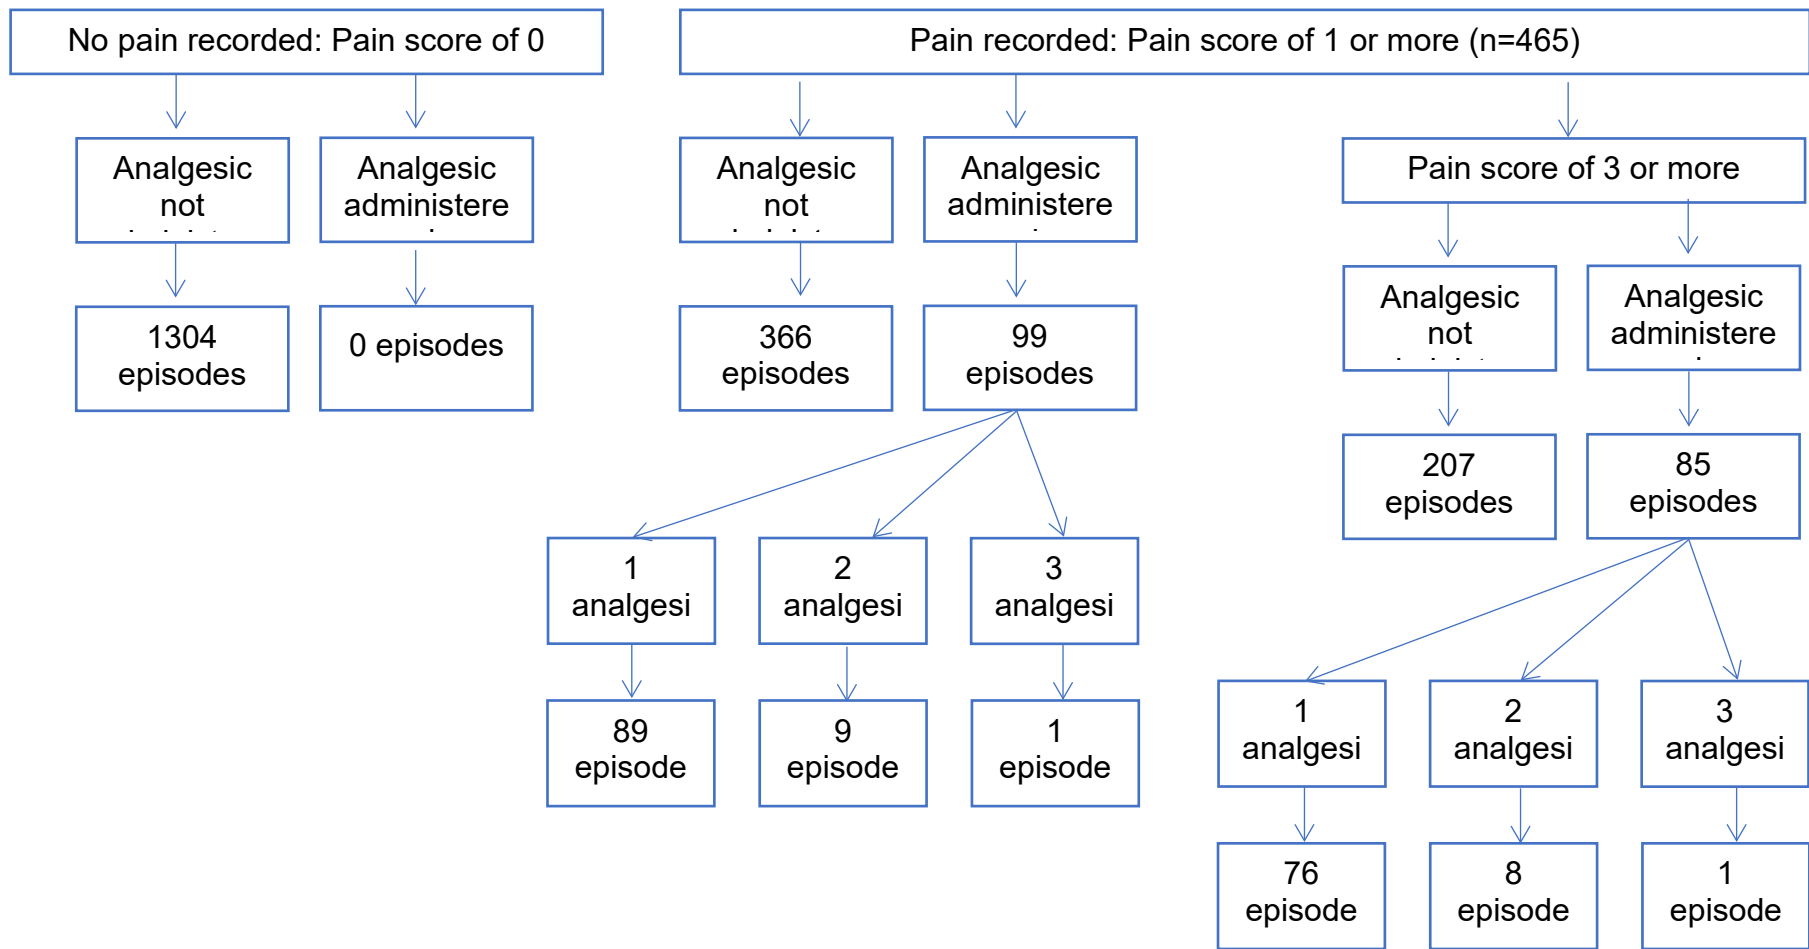 No pain recorded: Pain score of 0
Pain recorded: Pain score of 1 or more (n=465)
Analgesic
not
Analgesic
administere
Analgesic
not
Analgesic
administere
Pain score of 3 or more
1304
episodes
0 episodes
366
episodes
99
episodes
Analgesic
not
Analgesic
administere
207
episodes
85
episodes
1
analgesi
2
analgesi
3
analgesi
89
episode
9
episode
1
episode
1
analgesi
2
analgesi
3
analgesi
76
episode
8
episode
1
episode